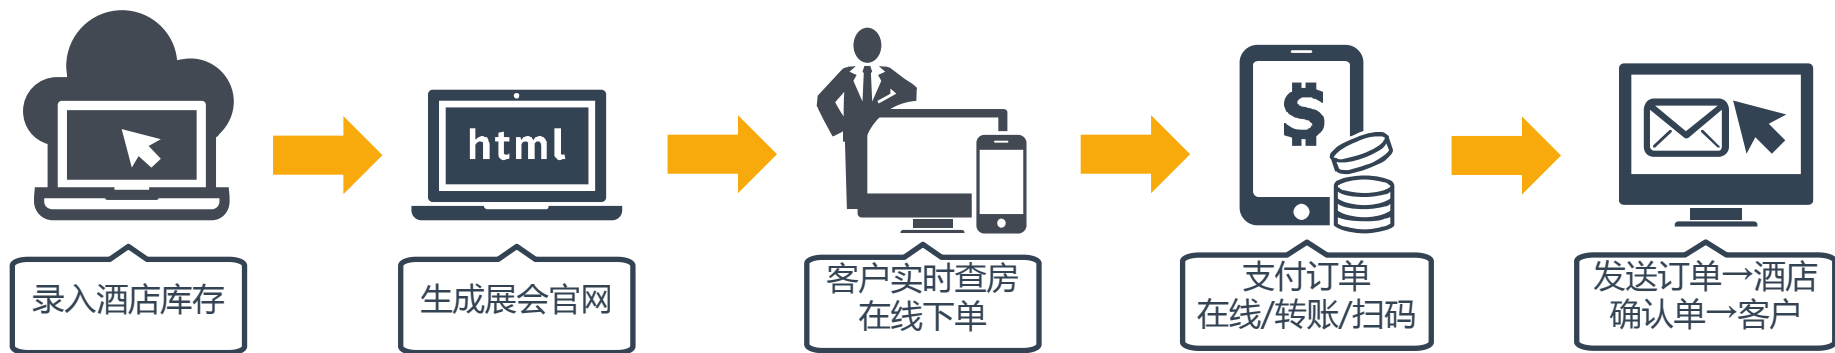 html
$
录入酒店库存
生成展会官网
客户实时查房
在线下单
支付订单
在线/转账/扫码
发送订单→酒店
确认单→客户